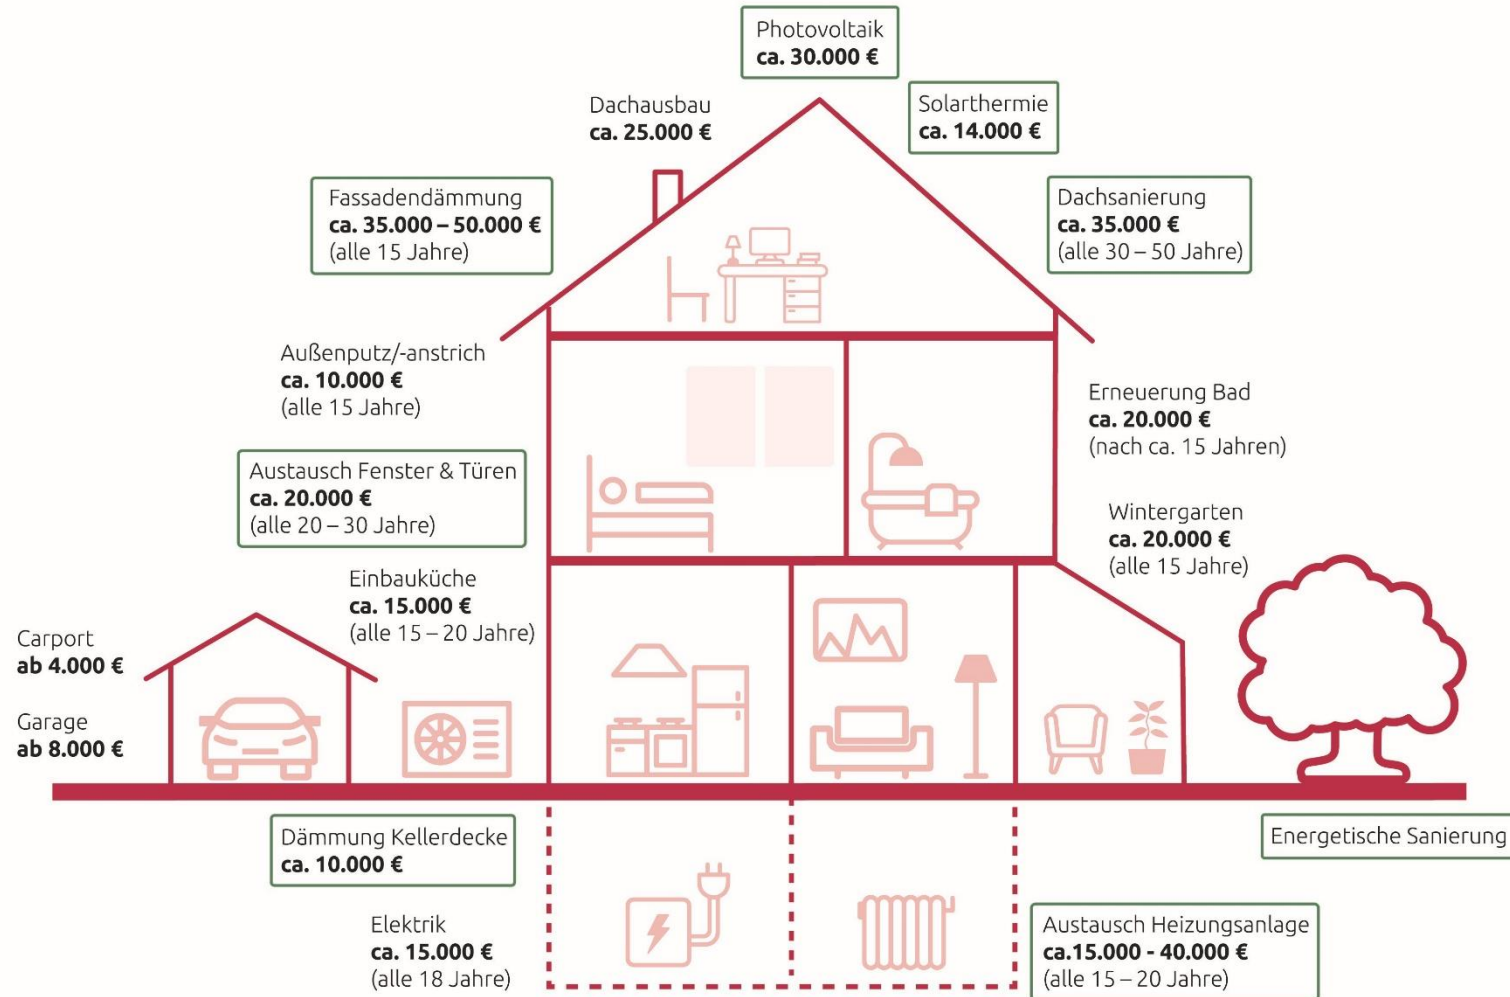 Photovoltaik
ca. 30.000 €
Dachausbau
ca. 25.000 €
Solarthermie
ca. 14.000 €
Fassadendämmung
ca. 35.000 – 50.000 €
(alle 15 Jahre)
Dachsanierung
ca. 35.000 €
(alle 30 – 50 Jahre)
Außenputz/-anstrich
ca. 10.000 €
(alle 15 Jahre)
Erneuerung Bad
ca. 20.000 €
(nach ca. 15 Jahren)
Austausch Fenster & Türen
ca. 20.000 €
(alle 20 – 30 Jahre)
Wintergarten
ca. 20.000 €
(alle 15 Jahre)
Einbauküche
ca. 15.000 €
(alle 15 – 20 Jahre)
Carport
ab 4.000 €
Garage
ab 8.000 €
Dämmung Kellerdecke
ca. 10.000 €
Energetische Sanierung
Elektrik
ca. 15.000 €
(alle 18 Jahre)
Austausch Heizungsanlage
ca.15.000 - 40.000 €
(alle 15 – 20 Jahre)